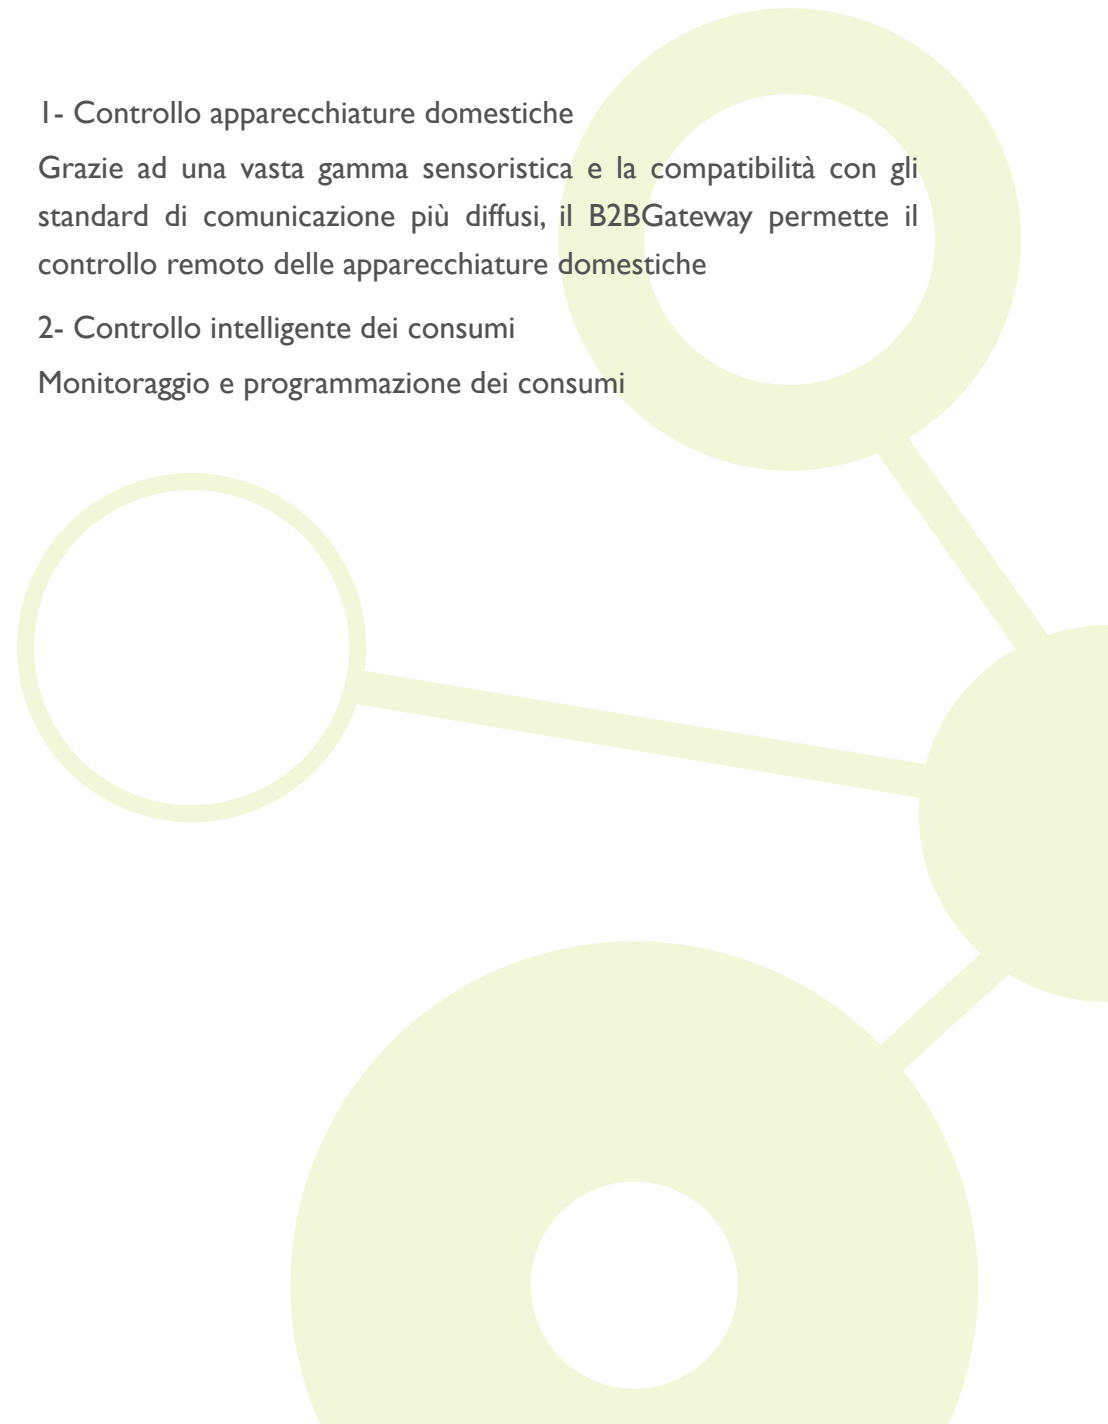 1- Controllo apparecchiature domestiche
Grazie ad una vasta gamma sensoristica e la compatibilità con gli
standard di comunicazione più diffusi, il B2BGateway permette il
controllo remoto delle apparecchiature domestiche
2- Controllo intelligente dei consumi
Monitoraggio e programmazione dei consumi